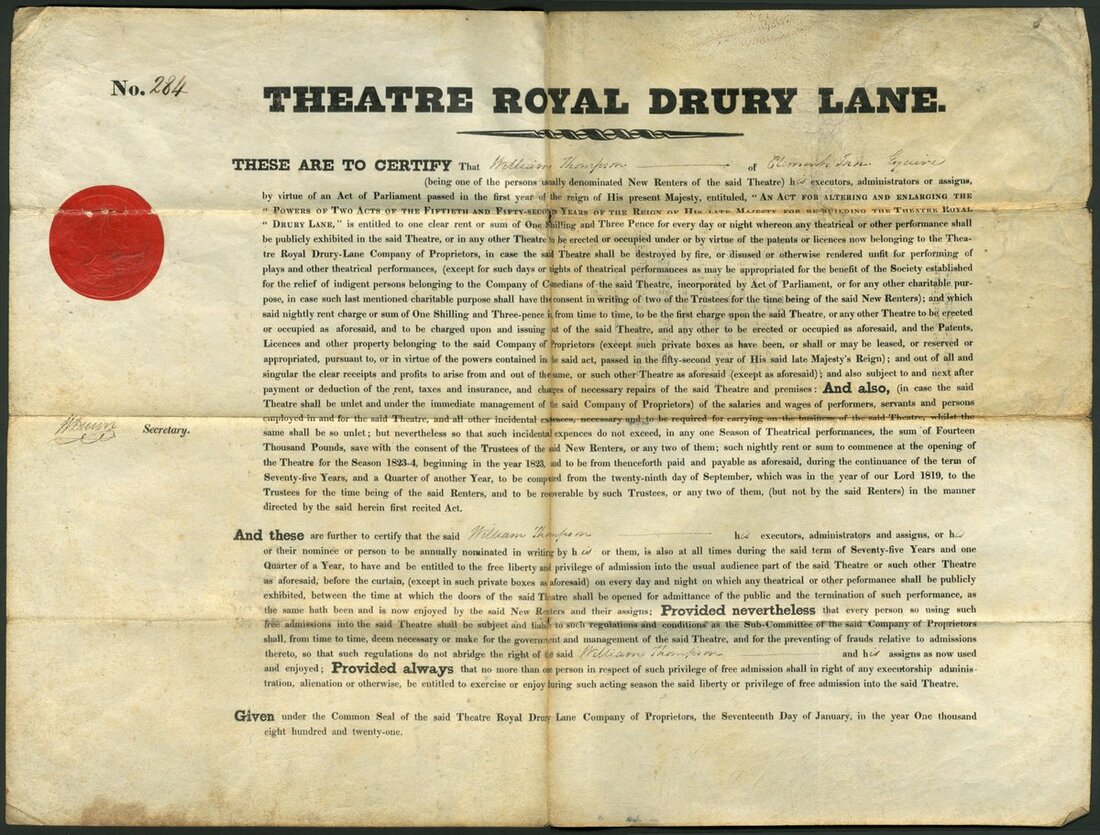 No. 284
THEATRE ROYAL DRURY LANE.
THESE ARE TO CERTIFY That William Thompson of Clements Inn Esquire
(being one of the persons usually denominated New Renters of the said Theatre) his executors, administrators or assigns,
by virtue of an Act of Parliament passed in the first year of the reign of His present Majesty, entituled, "AN ACT FOR ALTERING AND ENLARGING THE
"POWERS OF TWO ACTS OF THE FIFTIETH AND FIFTY-SECOND YEARS OF THE REIGN OF HIS LATE MAJESTY FOR RE-BUILDING THE THEATRE ROYAL
"DRURY LANE," is entitled to one clear rent or sum of One Shilling and Three Pence for every day or night whereon any theatrical or other performance shall
be publicly exhibited in the said Theatre, or in any other Theatre to be erected or occupied under or by virtue of the patents or licences now belonging to the Thea-
tre Royal Drury-Lane Company of Proprietors, in case the said Theatre shall be destroyed by fire, or disused or otherwise rendered unfit for performing of
plays and other theatrical performances, (except for such days or nights of theatrical performances as may be appropriated for the benefit of the Society established
for the relief of indigent persons belonging to the Company of Comedians of the said Theatre, incorporated by Act of Parliament, or for any other charitable pur-
pose, in case such last mentioned charitable purpose shall have the consent in writing of two of the Trustees for the time being of the said New Renters); and which
said nightly rent charge or sum of One Shilling and Three-pence is, from time to time, to be the first charge upon the said Theatre, or any other Theatre to be erected
or occupied as aforesaid, and to be charged upon and issuing out of the said Theatre, and any other to be erected or occupied as aforesaid, and the Patents,
Licences and other property belonging to the said Company of Proprietors (except such private boxes as have been, or shall or may be leased, or reserved or
appropriated, pursuant to, or in virtue of the powers contained in the said act, passed in the fifty-second year of His said late Majesty's Reign); and out of all and
singular the clear receipts and profits to arise from and out of the same, or such other Theatre as aforesaid (except as aforesaid); and also subject to and next after
payment or deduction of the rent, taxes and insurance, and charges of necessary repairs of the said Theatre and premises: And also, (in case the said
Theatre shall be unlet and under the immediate management of the said Company of Proprietors) of the salaries and wages of performers, servants and persons
employed in and for the said Theatre, and all other incidental expences, necessary and to be required for carrying on the business of the said Theatre, whilst the
same shall be so unlet; but nevertheless so that such incidental expences do not exceed, in any one Season of Theatrical performances, the sum of Fourteen
Secretary.
Thousand Pounds, save with the consent of the Trustees of the said New Renters, or any two of them; such nightly rent or sum to commence at the opening of
the Theatre for the Season 1823-4, beginning in the year 1823, and to be from thenceforth paid and payable as aforesaid, during the continuance of the term of
Seventy-five Years, and a Quarter of another Year, to be computed from the twenty-ninth day of September, which was in the year of our Lord 1819, to the
Trustees for the time being of the said Renters, and to be recoverable by such Trustees, or any two of them, (but not by the said Renters) in the manner
directed by the said herein first recited Act.
And these are further to certify that the said William Thompson his executors, administrators and assigns, or his
or their nominee or person to be annually nominated in writing by his or them, is also at all times during the said term of Seventy-five Years and one
Quarter of a Year, to have and be entitled to the free liberty and privilege of admission into the usual audience part of the said Theatre or such other Theatre
as aforesaid, before the curtain, (except in such private boxes as aforesaid) on every day and night on which any theatrical or other peformance shall be publicly
exhibited, between the time at which the doors of the said Theatre shall be opened for admittance of the public and the termination of such performance, as
the same hath been and is now enjoyed by the said New Renters and their assigns; Provided nevertheless that every person so using such
free admissions into the said Theatre shall be subject and liable to such regulations and conditions as the Sub-Committee of the said Company of Proprietors
shall, from time to time, deem necessary or make for the government and management of the said Theatre, and for the preventing of frauds relative to admissions
thereto, so that such regulations do not abridge the right of the said William Thompson and his assigns as now used
and enjoyed; Provided always that no more than one person in respect of such privilege of free admission shall in right of any executorship adminis-
tration, alienation or otherwise, be entitled to exercise or enjoy during such acting season the said liberty or privilege of free admission into the said Theatre.
Given under the Common Seal of the said Theatre Royal Drury Lane Company of Proprietors, the Seventeenth Day of January, in the year One thousand
eight hundred and twenty-one.